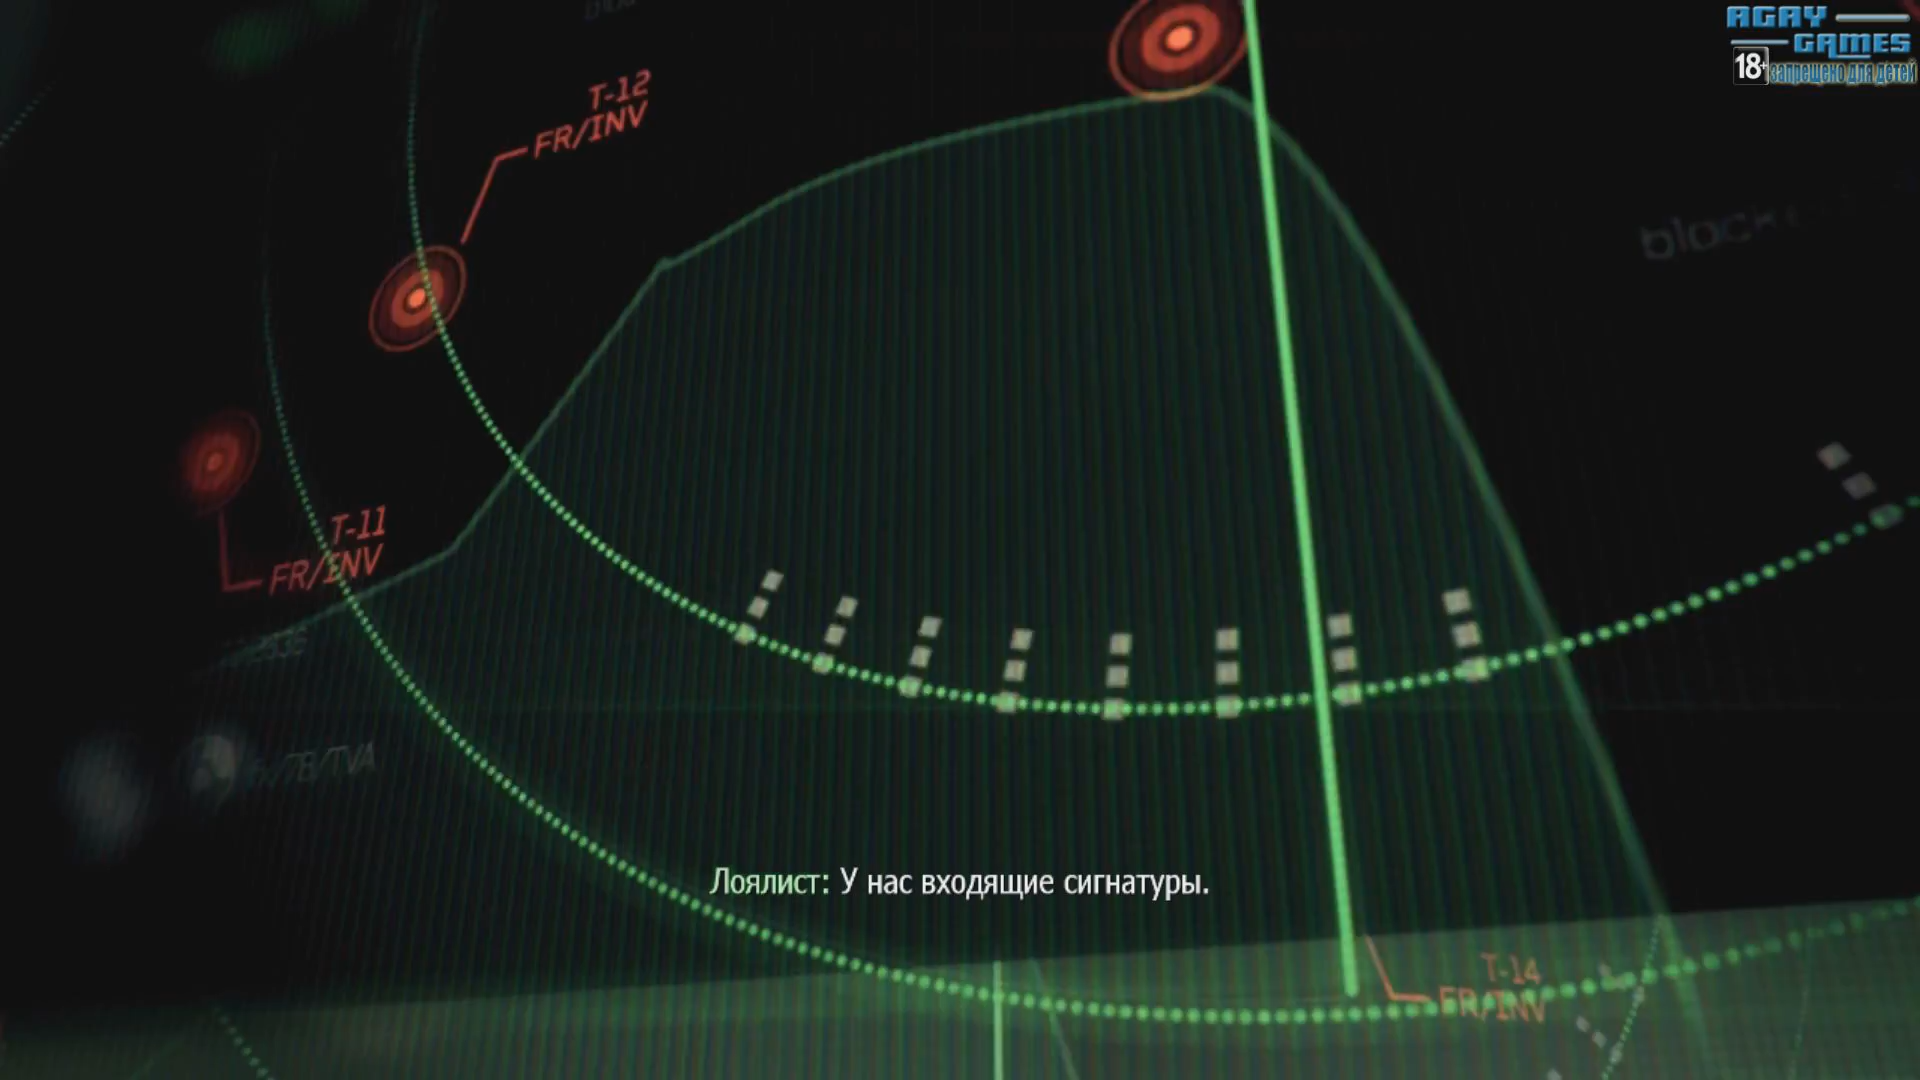 AGAY
GAMES
18+
запрещено для детей
T-12
FR/INV
T-11
FR/INV
Лоялист: У нас входящие сигнатуры.
T-14
FR/INV